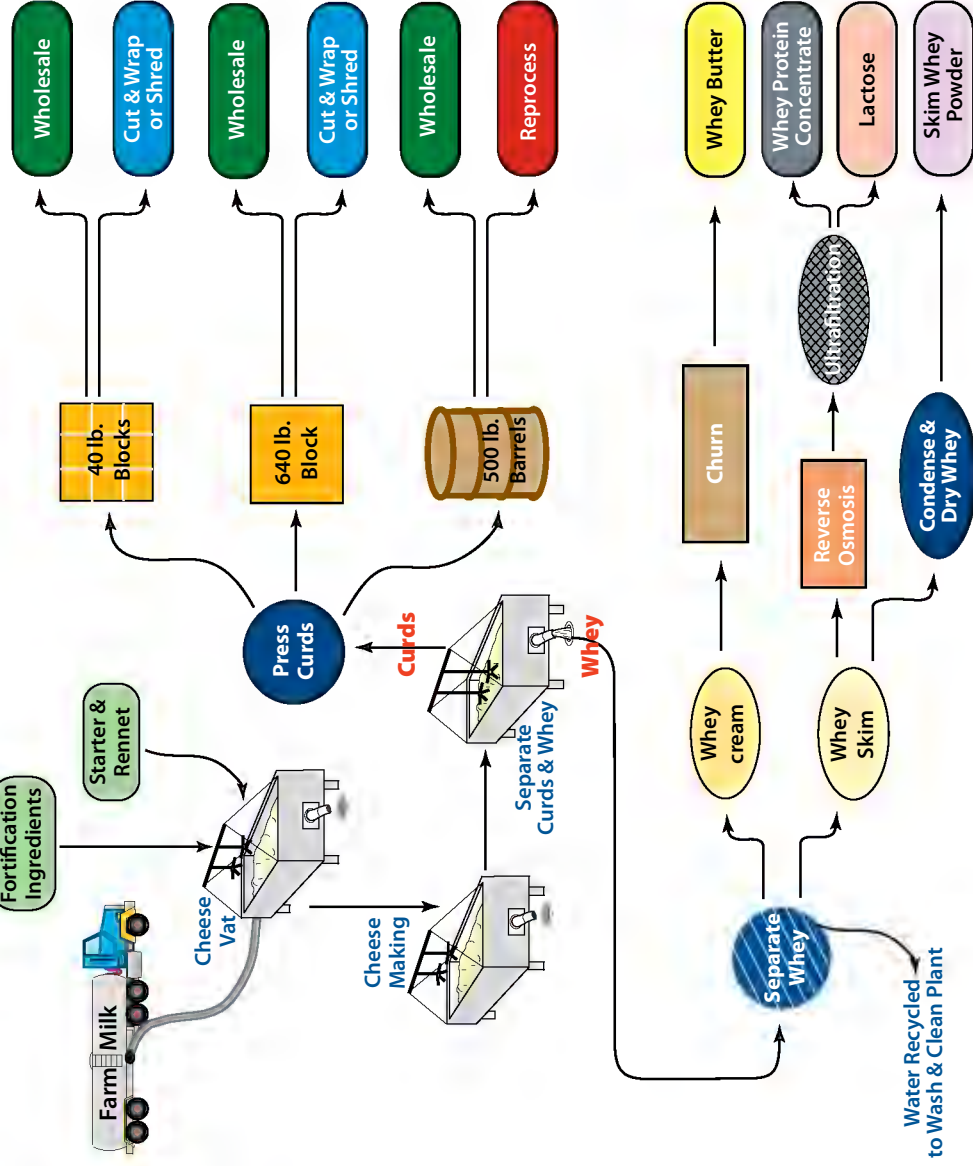 Fortification
Ingredients
Starter &
Rennet
Farm Milk
Cheese
Vat
Cheese
Making
Separate
Curds & Whey
Curds
Whey
Press
Curds
40 lb.
Blocks
640 lb.
Block
500 lb.
Barrels
Wholesale
Cut & Wrap
or Shred
Wholesale
Cut & Wrap
or Shred
Wholesale
Reprocess
Separate
Whey
Water Recycled
to Wash & Clean Plant
Whey
cream
Whey
Skim
Churn
Reverse
Osmosis
Ultrafiltration
Condense &
Dry Whey
Whey Butter
Whey Protein
Concentrate
Lactose
Skim Whey
Powder